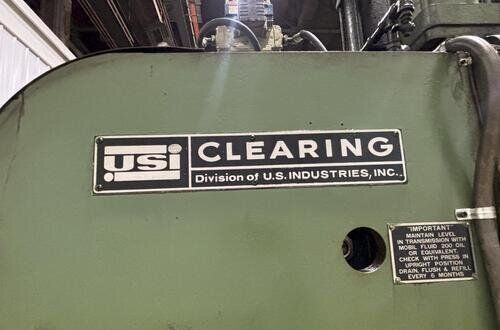 USI
CLEARING
Division of U.S. INDUSTRIES, INC.
"IMPORTANT"
MAINTAIN LEVEL
IN TRANSMISSION WITH
MOBIL FLUID 200 OIL
OR EQUIVALENT.
CHECK WITH PRESS IN
UPRIGHT POSITION
DRAIN, FLUSH & REFILL
EVERY 6 MONTHS